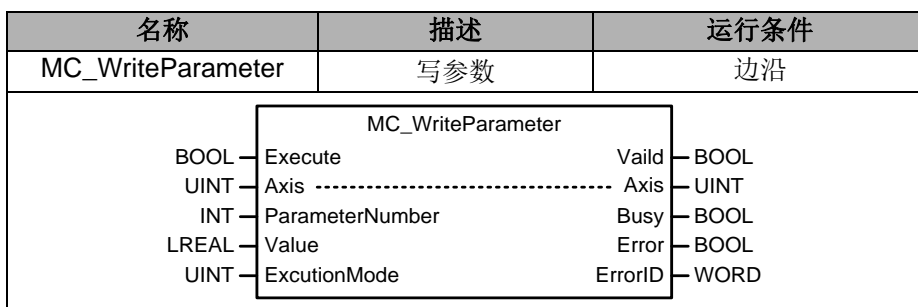 名称 描述 运行条件
MC_WriteParameter 写参数 边沿
MC_WriteParameter
BOOL Execute Vaild BOOL
UINT Axis Axis UINT
INT ParameterNumber Busy BOOL
LREAL Value Error BOOL
UINT ExcutionMode ErrorID WORD